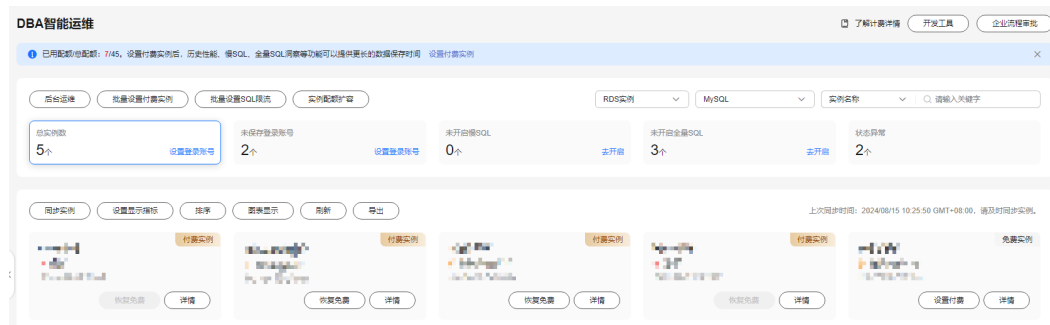 DBA智能运维
了解计费详情 开发工具 企业流程审批
已用配额/总配额：7/45。设置付费实例后，历史性能、慢SQL、全量SQL洞察等功能可以提供更长的数据保存时间 设置付费实例
后台运维 批量设置付费实例 批量设置SQL限流 实例配额扩容 RDS实例 MySQL 实例名称 请输入关键字
总实例数 未保存登录账号 未开启慢SQL 未开启全量SQL 状态异常
5个 设置登录账号 2个 设置登录账号 0个 去开启 3个 去开启 2个
同步实例 设置显示指标 排序 图表显示 刷新 导出 上次同步时间：2024/08/15 10:25:50 GMT+08:00，请及时同步实例。
付费实例 付费实例 付费实例 付费实例 免费实例
恢复免费 详情 恢复免费 详情 恢复免费 详情 恢复免费 详情 设置付费 详情